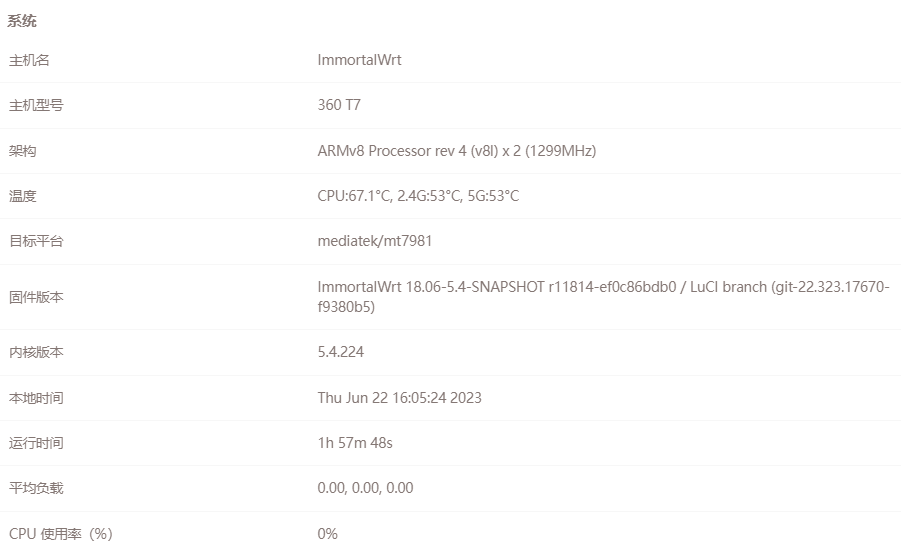 系统
主机名 ImmortalWrt
主机型号 360 T7
架构 ARMv8 Processor rev 4 (v8l) x 2 (1299MHz)
温度 CPU:67.1°C, 2.4G:53°C, 5G:53°C
目标平台 mediatek/mt7981
固件版本 ImmortalWrt 18.06-5.4-SNAPSHOT r11814-ef0c86bdb0 / LuCI branch (git-22.323.17670-
f9380b5)
内核版本 5.4.224
本地时间 Thu Jun 22 16:05:24 2023
运行时间 1h 57m 48s
平均负载 0.00, 0.00, 0.00
CPU 使用率（%） 0%